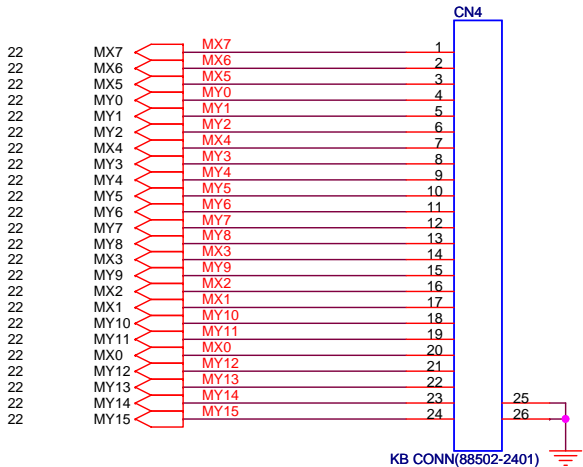 CN4
22 MX7 MX7 1
22 MX6 MX6 2
22 MX5 MX5 3
22 MY0 MY0 4
22 MY1 MY1 5
22 MY2 MY2 6
22 MX4 MX4 7
22 MY3 MY3 8
22 MY4 MY4 9
22 MY5 MY5 10
22 MY6 MY6 11
22 MY7 MY7 12
22 MY8 MY8 13
22 MX3 MX3 14
22 MY9 MY9 15
22 MX2 MX2 16
22 MX1 MX1 17
22 MY10 MY10 18
22 MY11 MY11 19
22 MX0 MX0 20
22 MY12 MY12 21
22 MY13 MY13 22
22 MY14 MY14 23 25
22 MY15 MY15 24 26
KB CONN(88502-2401)